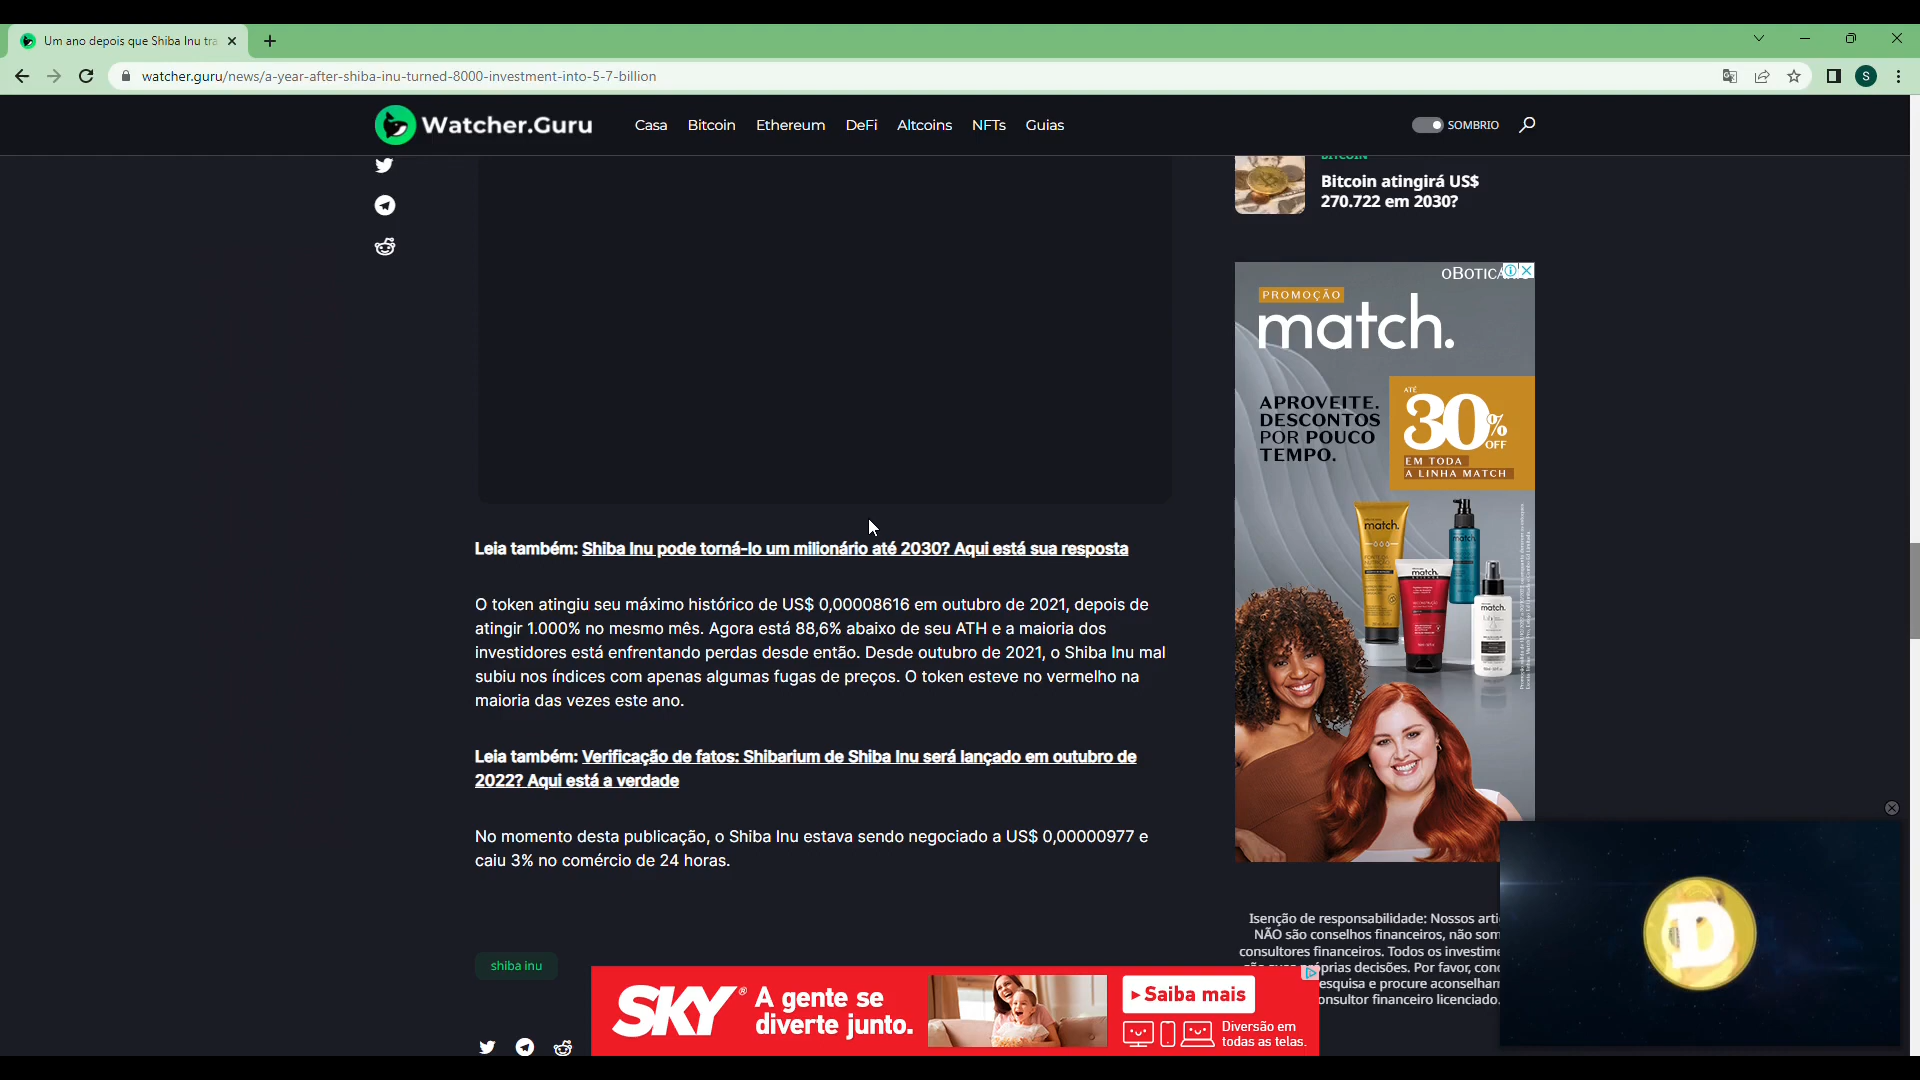 Um ano depois que Shiba Inu tra
watcher.guru/news/a-year-after-shiba-inu-turned-8000-investment-into-5-7-billion
S
Watcher.Guru
Casa
Bitcoin
Ethereum
DeFi
Altcoins
NFTs
Guias
SOMBRIO
BITCOIN
Bitcoin atingirá US$
270.722 em 2030?
PROMOÇÃO
match.
APROVEITE.
DESCONTOS
POR POUCO
TEMPO.
ATÉ
30%
OFF
EM TODA
A LINHA MATCH
match.
match.
match.
match.
Leia também: Shiba Inu pode torná-lo um milionário até 2030? Aqui está sua resposta
O token atingiu seu máximo histórico de US$ 0,00008616 em outubro de 2021, depois de
atingir 1.000% no mesmo mês. Agora está 88,6% abaixo de seu ATH e a maioria dos
investidores está enfrentando perdas desde então. Desde outubro de 2021, o Shiba Inu mal
subiu nos índices com apenas algumas fugas de preços. O token esteve no vermelho na
maioria das vezes este ano.
Leia também: Verificação de fatos: Shibarium de Shiba Inu será lançado em outubro de
2022? Aqui está a verdade
No momento desta publicação, o Shiba Inu estava sendo negociado a US$ 0,00000977 e
caiu 3% no comércio de 24 horas.
shiba inu
Isenção de responsabilidade: Nossos arti
NÃO são conselhos financeiros, não som
consultores financeiros. Todos os investime
prias decisões. Por favor, cond
esquisa e procure aconselham
onsultor financeiro licenciado.
D
SKY®
A gente se
diverte junto.
Saiba mais
Diversão em
todas as telas.